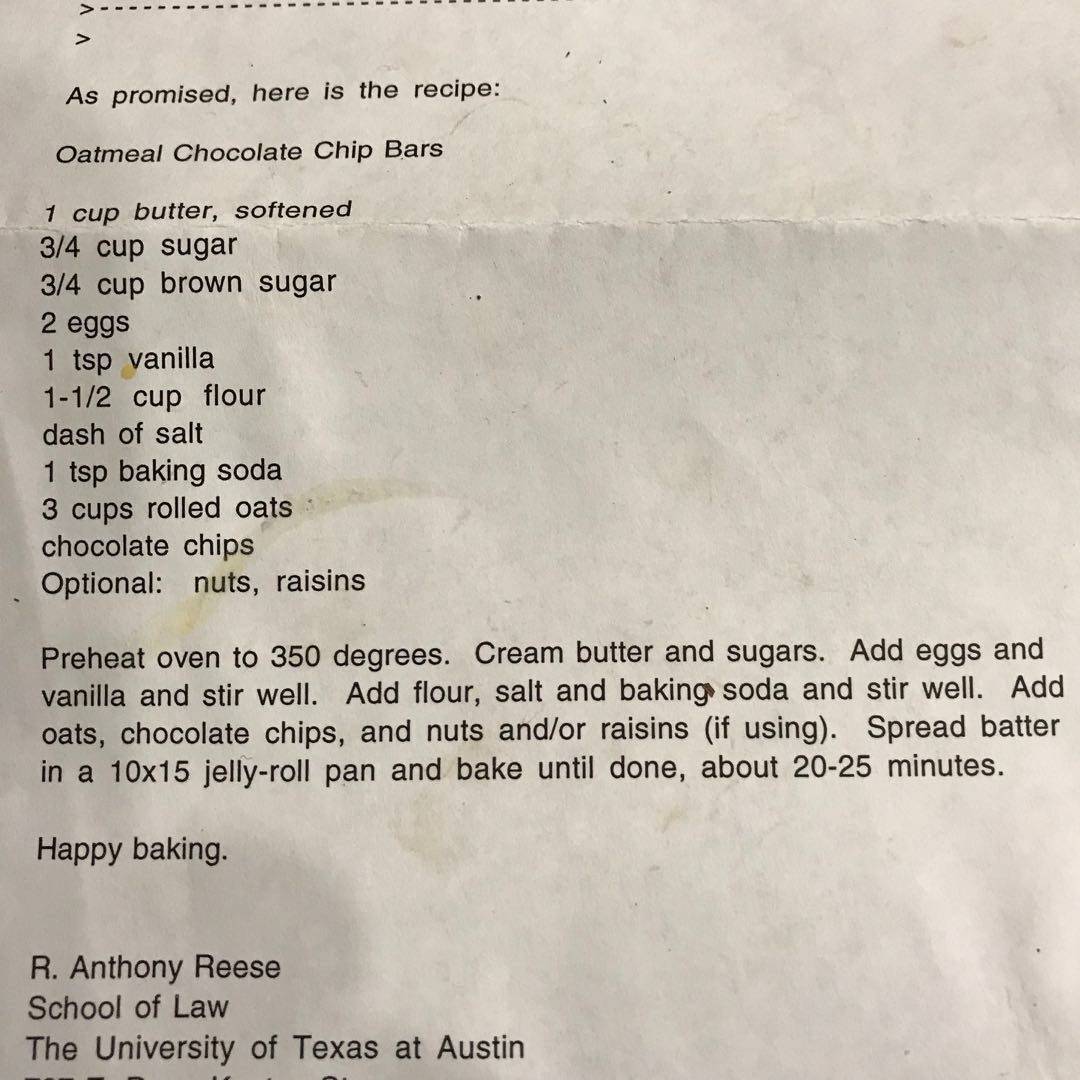 >--------------------------------
>
As promised, here is the recipe:
Oatmeal Chocolate Chip Bars
1 cup butter, softened
3/4 cup sugar
3/4 cup brown sugar
2 eggs
1 tsp vanilla
1-1/2 cup flour
dash of salt
1 tsp baking soda
3 cups rolled oats
chocolate chips
Optional: nuts, raisins
Preheat oven to 350 degrees. Cream butter and sugars. Add eggs and
vanilla and stir well. Add flour, salt and baking soda and stir well. Add
oats, chocolate chips, and nuts and/or raisins (if using). Spread batter
in a 10x15 jelly-roll pan and bake until done, about 20-25 minutes.
Happy baking.
R. Anthony Reese
School of Law
The University of Texas at Austin